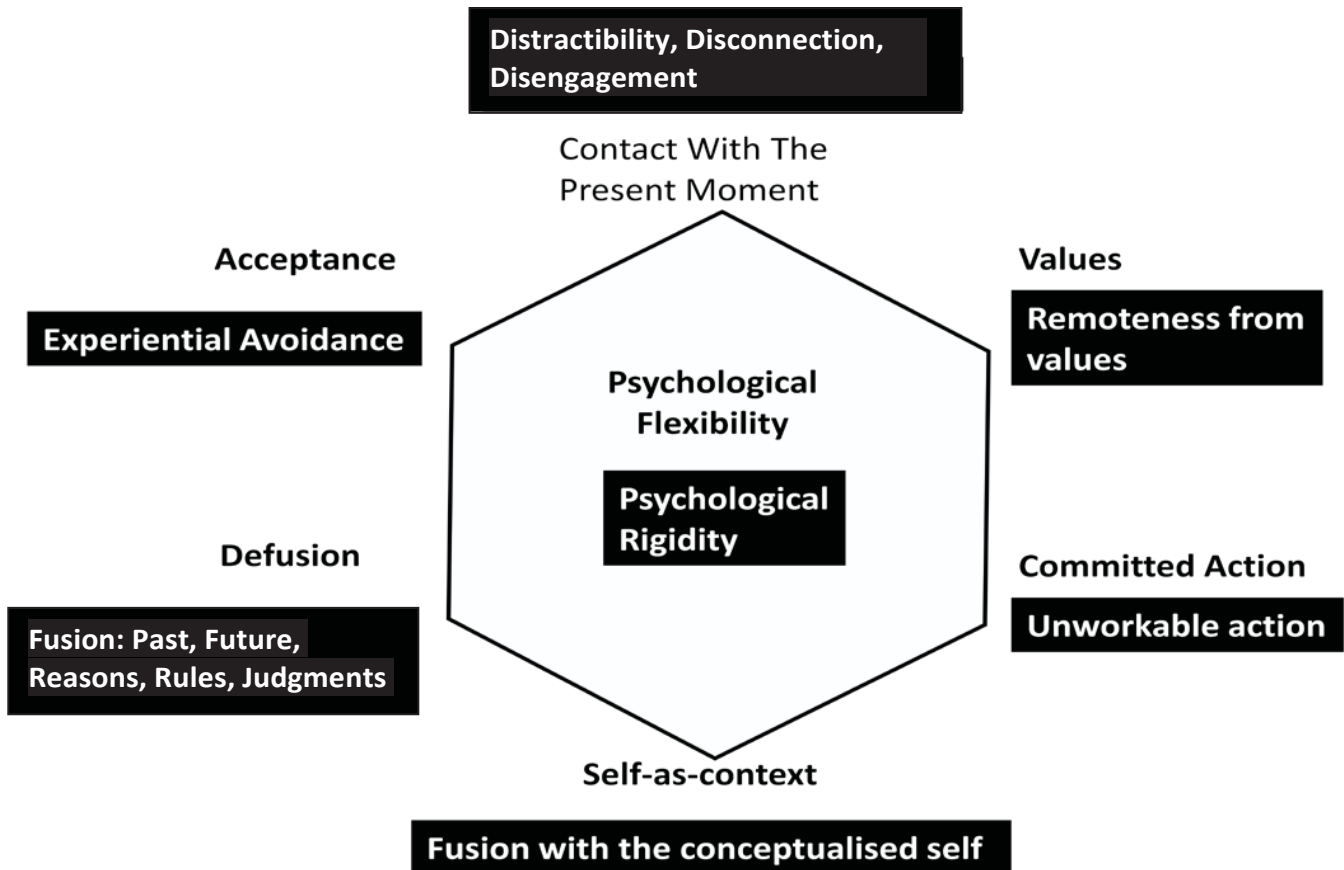 Distractibility, Disconnection,
Disengagement
Contact With The
Present Moment
Acceptance
Experiential Avoidance
Values
Remoteness from
values
Psychological
Flexibility
Psychological
Rigidity
Defusion
Fusion: Past, Future,
Reasons, Rules, Judgments
Committed Action
Unworkable action
Self-as-context
Fusion with the conceptualised self